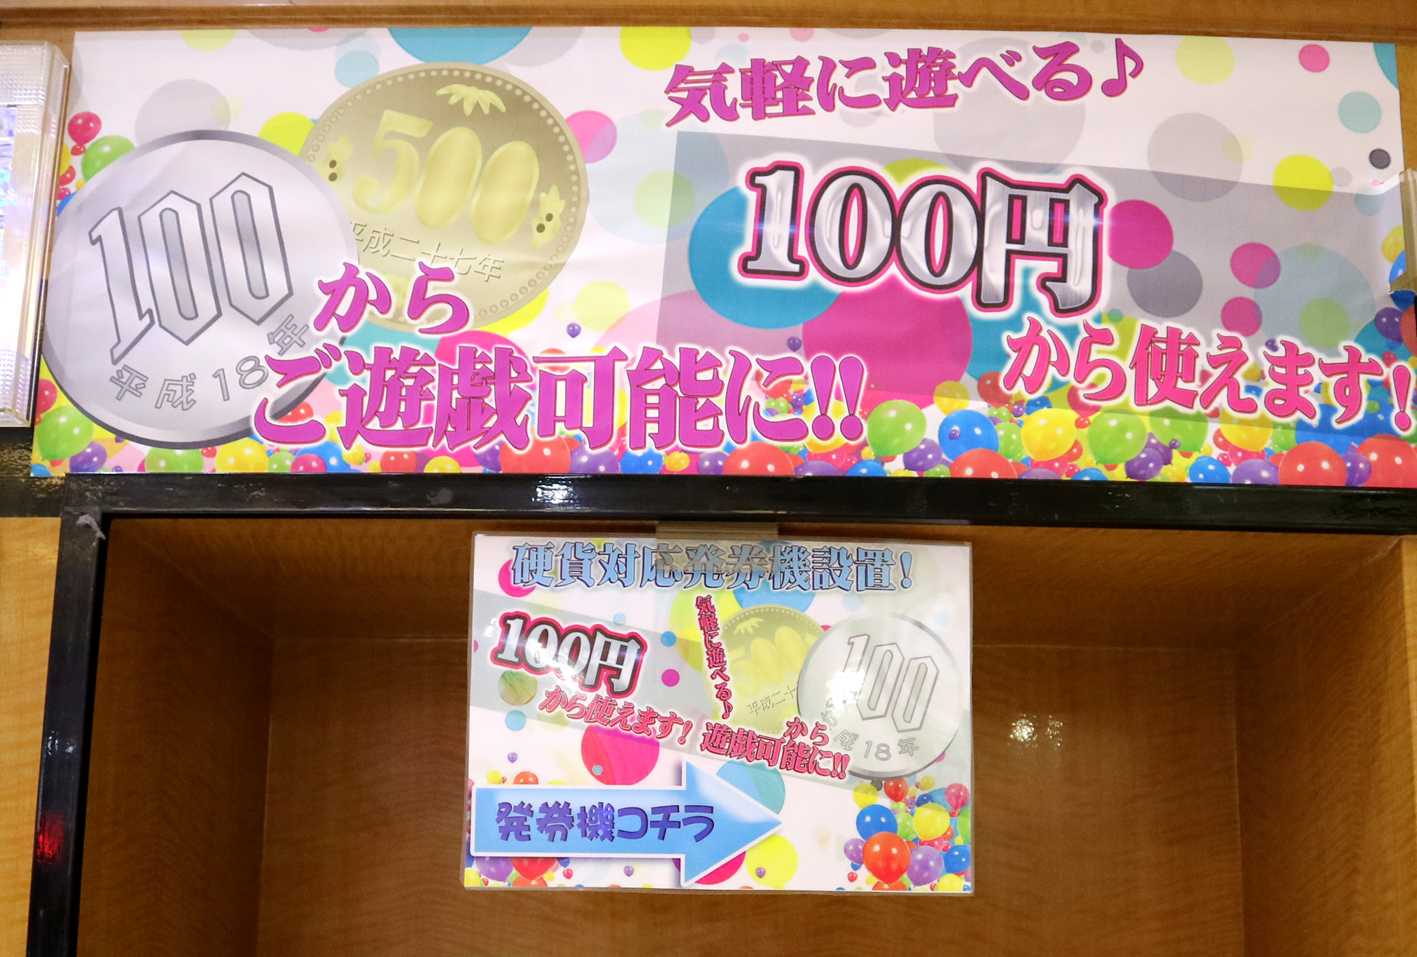 気軽に遊べる♪
100円
から使えます!
500
平成二十七年
100
平成18年
から
ご遊戯可能に!!
硬貨対応発券機設置!
100円
から使えます!
気軽に遊べる♪
平成二十
100
18年
から
遊戯可能に!!
発券機コチラ